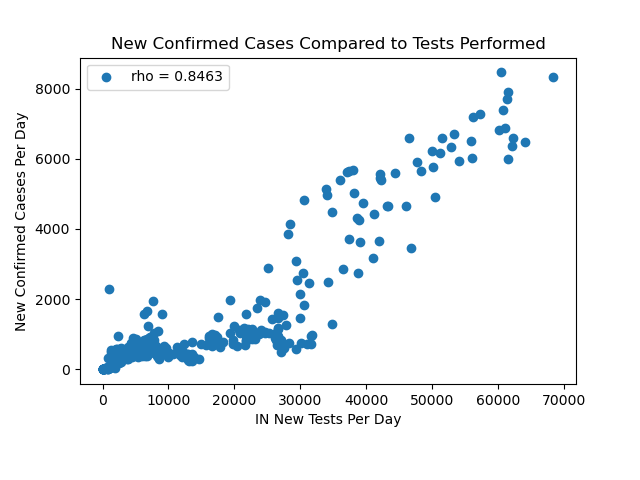 New Confirmed Cases Compared to Tests Performed
rho = 0.8463
New Confirmed Caeses Per Day
8000
6000
4000
2000
0
0 10000 20000 30000 40000 50000 60000 70000
IN New Tests Per Day